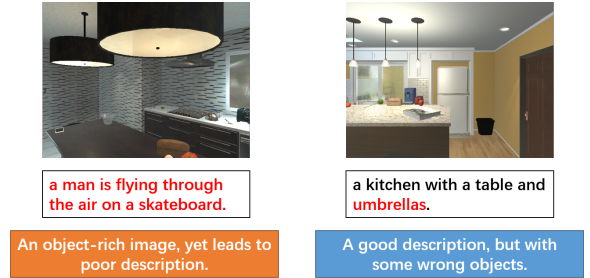 a man is flying through
the air on a skateboard.
An object-rich image, yet leads to
poor description.
a kitchen with a table and
umbrellas.
A good description, but with
some wrong objects.